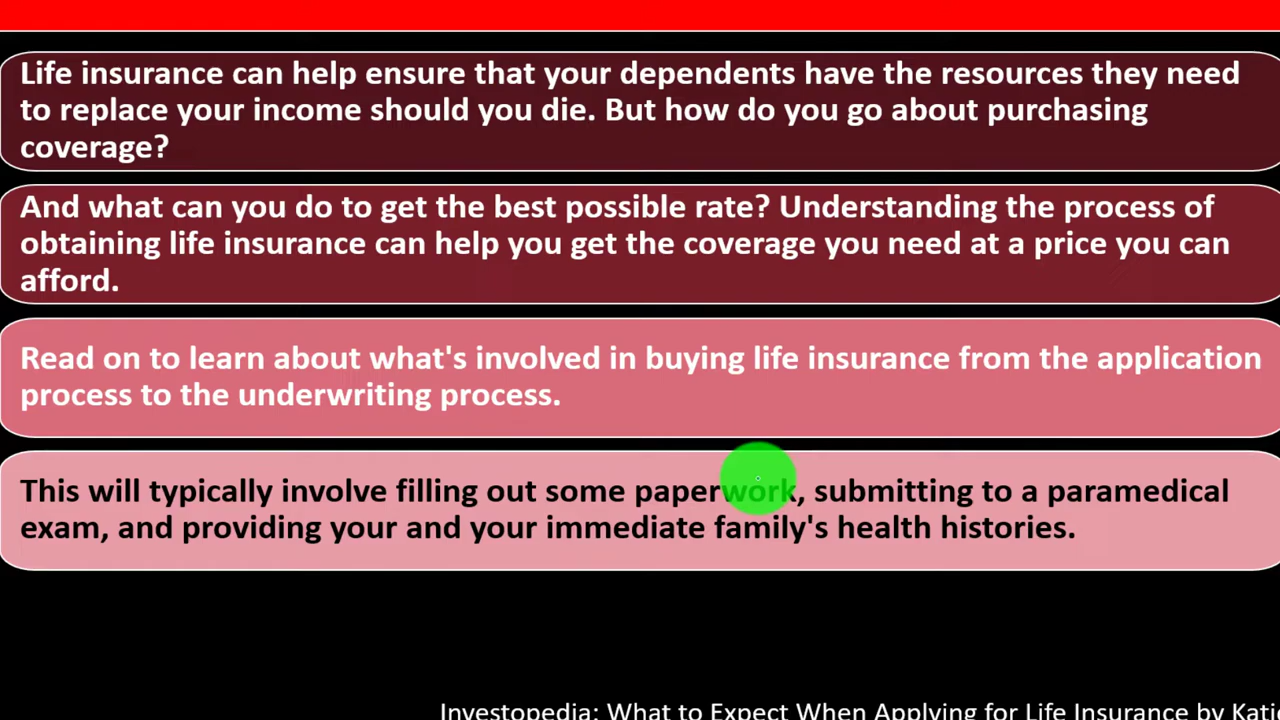 Life insurance can help ensure that your dependents have the resources they need
to replace your income should you die. But how do you go about purchasing
coverage?
And what can you do to get the best possible rate? Understanding the process of
obtaining life insurance can help you get the coverage you need at a price you can
afford.
Read on to learn about what's involved in buying life insurance from the application
process to the underwriting process.
This will typically involve filling out some paperwork, submitting to a paramedical
exam, and providing your and your immediate family's health histories.
Investopedia: What to Expect When Applying for Life Insurance by